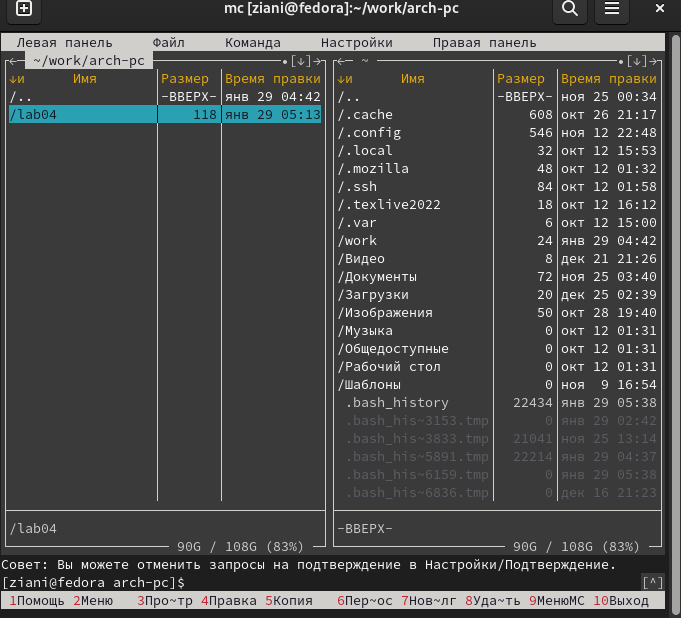 mc [ziani@fedora]:~/work/arch-pc
Левая панель Файл Команда Настройки Правая панель
~/work/arch-pc •[↓] ~ •[↓]
↓и Имя Размер Время правки ↓и Имя Размер Время правки
/.. -ВВЕРХ- янв 29 04:42 /.. -ВВЕРХ- ноя 25 00:34
/lab04 118 янв 29 05:13 /.cache 608 окт 26 21:17
/.config 546 ноя 12 22:48
/.local 32 окт 12 15:53
/.mozilla 48 окт 12 01:32
/.ssh 84 окт 12 01:58
/.texlive2022 18 окт 12 16:12
/.var 6 окт 12 15:00
/work 24 янв 29 04:42
/Видео 8 дек 21 21:26
/Документы 72 ноя 25 03:40
/Загрузки 20 дек 25 02:39
/Изображения 50 окт 28 19:40
/Музыка 0 окт 12 01:31
/Общедоступные 0 окт 12 01:31
/Рабочий стол 0 окт 12 01:31
/Шаблоны 0 ноя 9 16:54
.bash_history 22434 янв 29 05:38
.bash_his~3153.tmp 0 янв 29 02:42
.bash_his~3833.tmp 21041 ноя 25 13:14
.bash_his~5891.tmp 22214 янв 29 04:37
.bash_his~6159.tmp 0 янв 29 05:38
.bash_his~6836.tmp 0 дек 16 21:23
/lab04 -ВВЕРХ-
90G / 108G (83%) 90G / 108G (83%)
Совет: Вы можете отменить запросы на подтверждение в Настройки/Подтверждение.
[ziani@fedora arch-pc]$ [^]
1Помощь 2Меню 3Про~тр 4Правка 5Копия 6Пер~ос 7Нов~лг 8Уда~ть 9МенюMC 10Выход